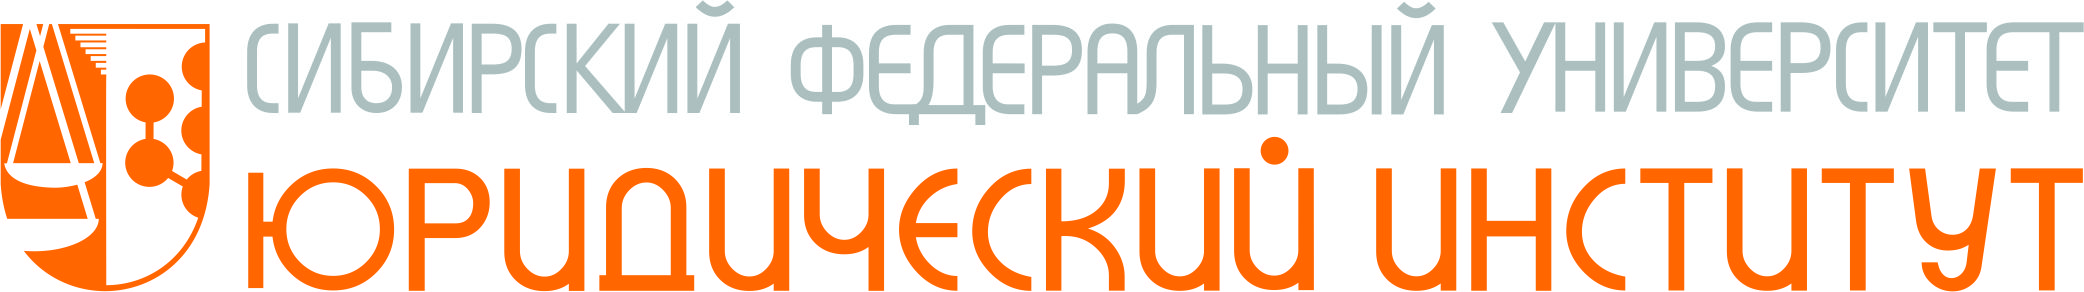 СИБИРСКИЙ ФЕДЕРАЛЬНЫЙ УНИВЕРСИТЕТ
ЮРИДИЧЕСКИЙ ИНСТИТУТ